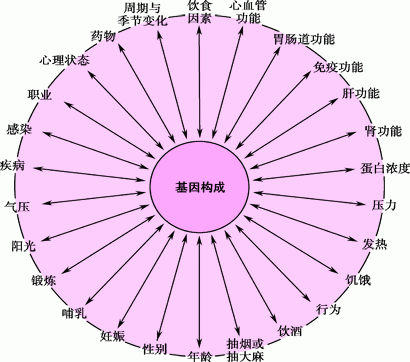 饮食
因素
心血管
功能
胃肠道功能
免疫功能
肝功能
肾功能
蛋白浓度
压力
发热
饥饿
行为
饮酒
抽烟或
抽大麻
年龄
性别
妊娠
哺乳
锻炼
阳光
气压
疾病
感染
职业
心理状态
药物
周期与
季节变化
基因构成